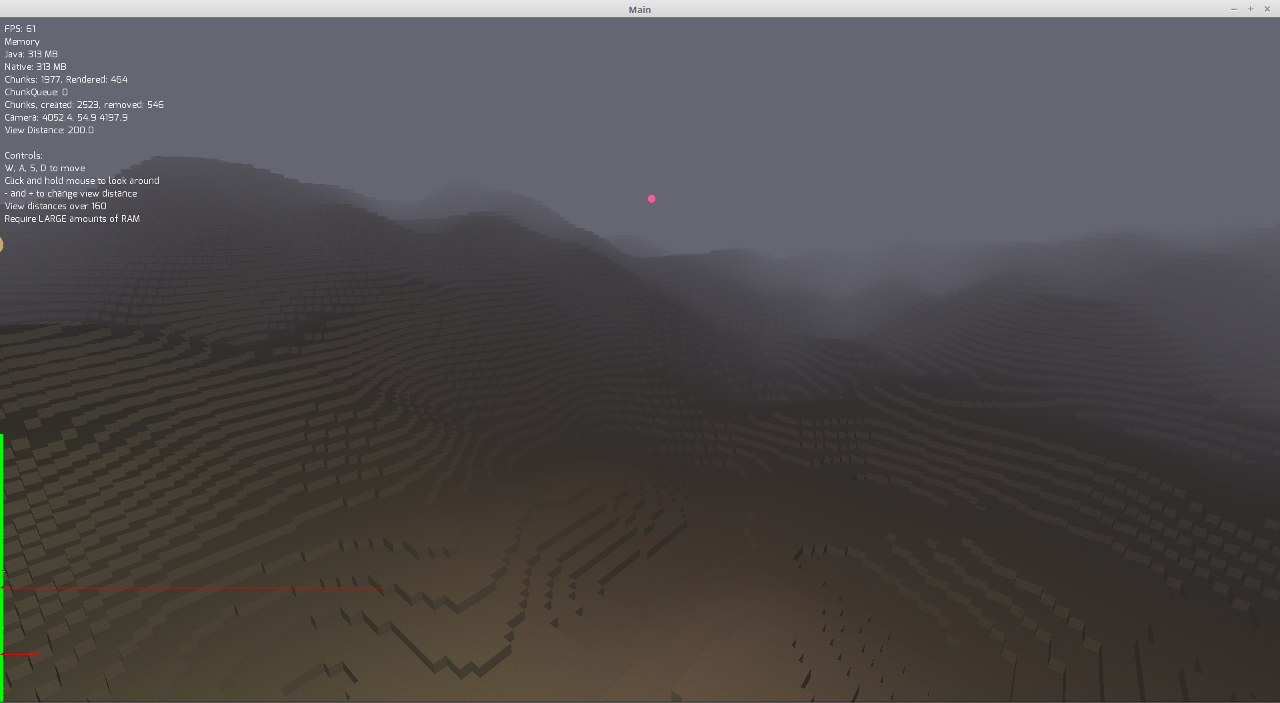 Main
FPS: 61
Memory
Java: 313 MB
Native: 313 MB
Chunks: 1977, Rendered: 464
ChunkQueue: 0
Chunks, created: 2523, removed: 546
Camera: 4052.4, 54.9 4197.9
View Distance: 200.0
Controls:
W, A, S, D to move
Click and hold mouse to look around
- and + to change view distance
View distances over 160
Require LARGE amounts of RAM